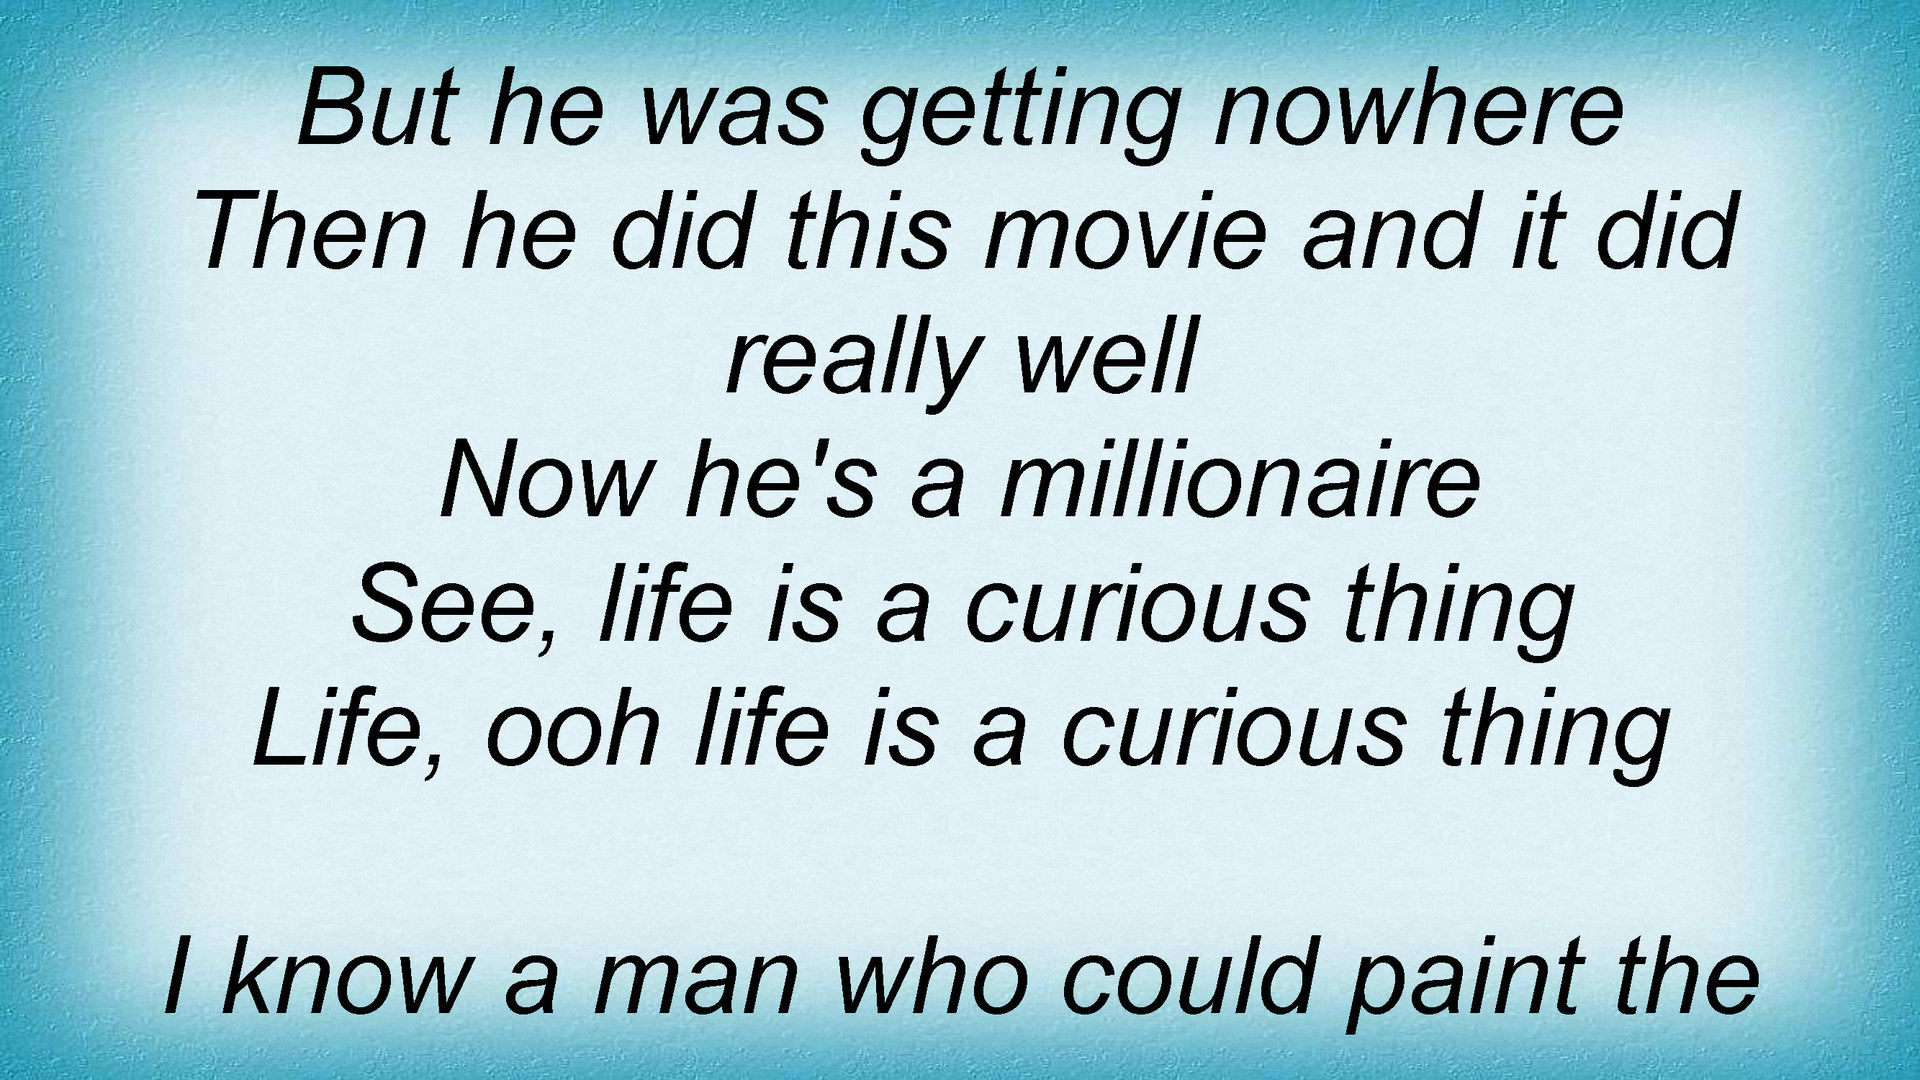 But he was getting nowhere
Then he did this movie and it did
really well
Now he's a millionaire
See, life is a curious thing
Life, ooh life is a curious thing
I know a man who could paint the